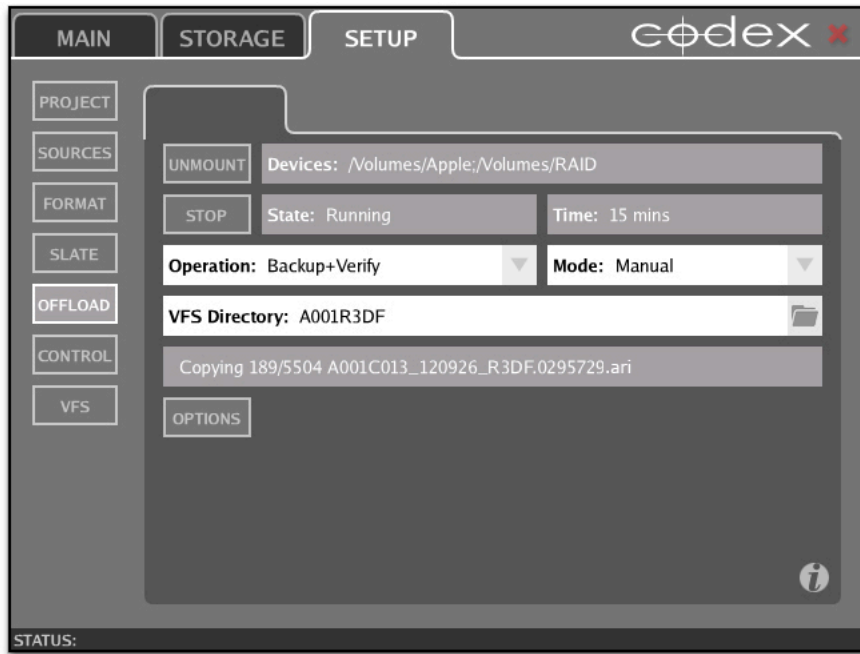 MAIN STORAGE SETUP codex
PROJECT
SOURCES
FORMAT
SLATE
OFFLOAD
CONTROL
VFS
UNMOUNT Devices: /Volumes/Apple;/Volumes/RAID
STOP State: Running Time: 15 mins
Operation: Backup+Verify Mode: Manual
VFS Directory: A001R3DF
Copying 189/5504 A001C013_120926_R3DF.0295729.ari
OPTIONS
i
STATUS: